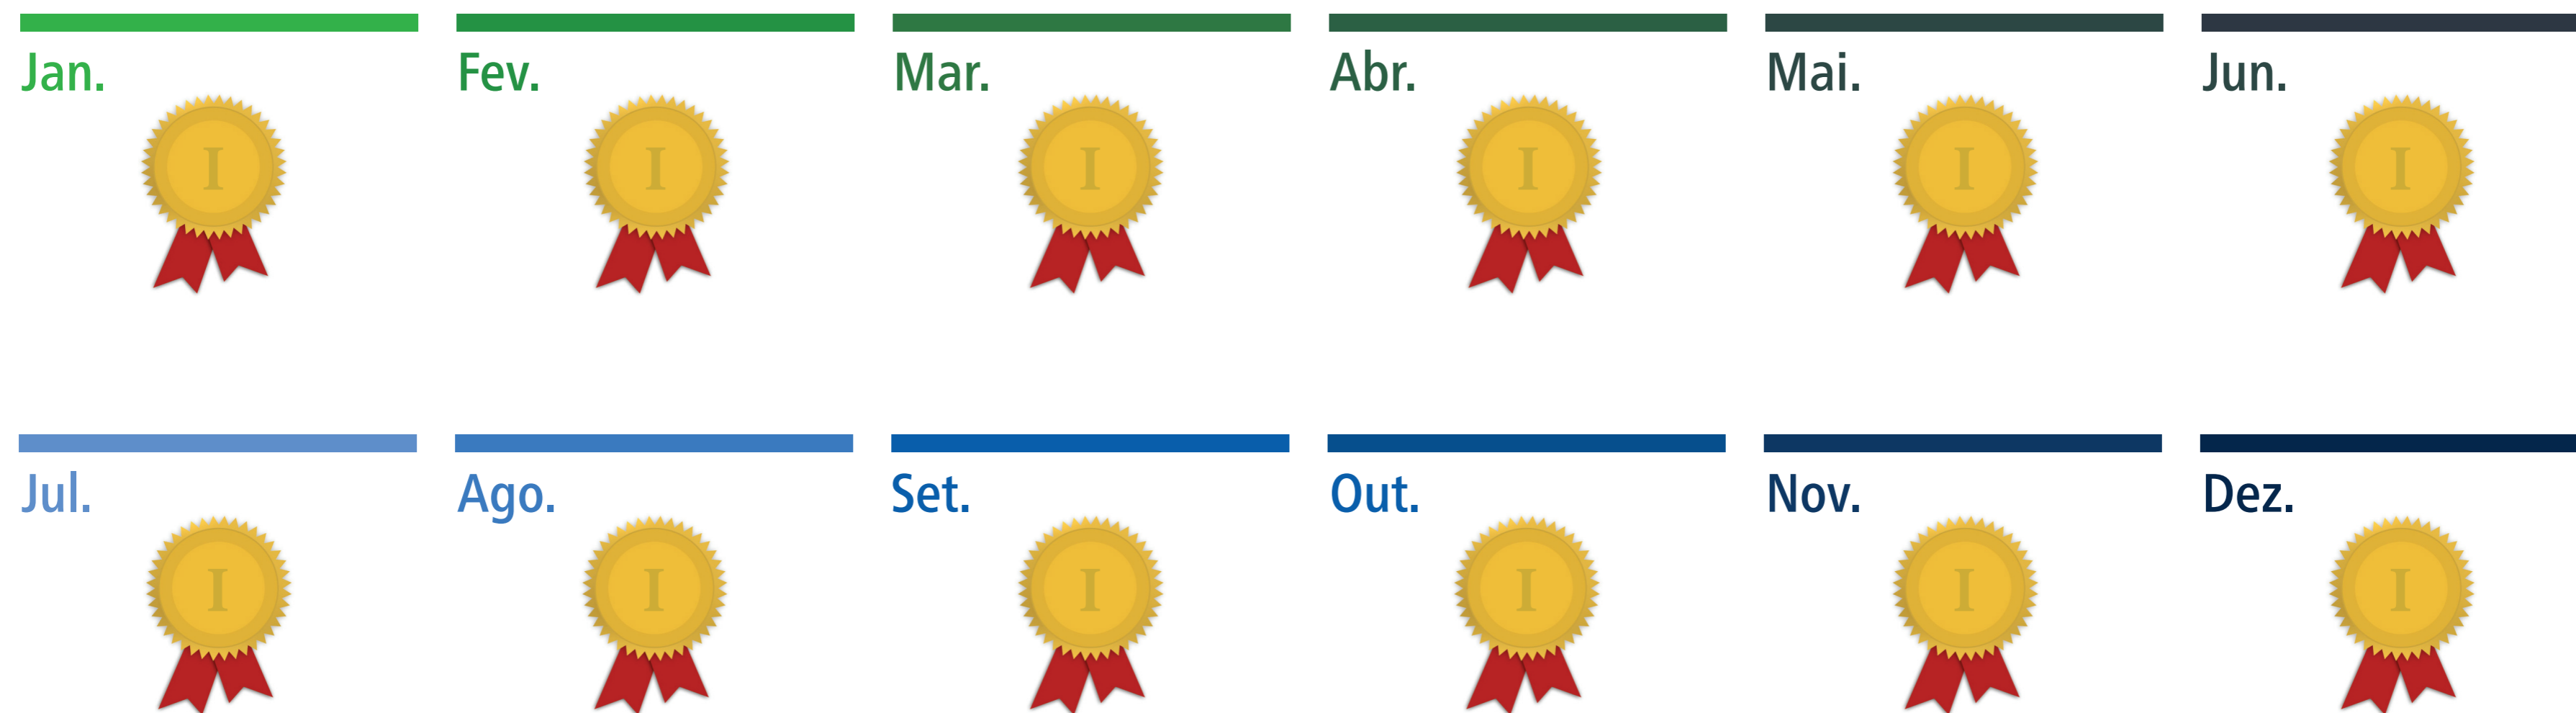 Jan. Fev. Mar. Abr. Mai. Jun.
I I I I I I
Jul. Ago. Set. Out. Nov. Dez.
I I I I I I